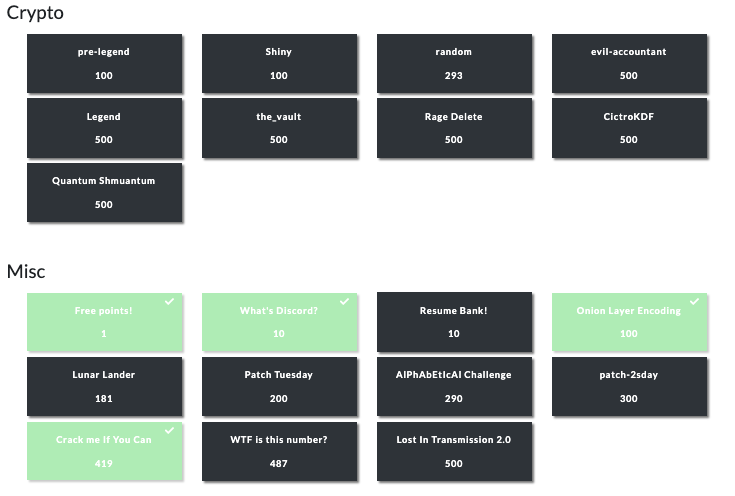 Crypto
pre-legend
100
Shiny
100
random
293
evil-accountant
500
Legend
500
the_vault
500
Rage Delete
500
CictroKDF
500
Quantum Shmuantum
500
Misc
Free points!
1
What's Discord?
10
Resume Bank!
10
Onion Layer Encoding
100
Lunar Lander
181
Patch Tuesday
200
AlPhAbEtIcAl Challenge
290
patch-2sday
300
Crack me If You Can
419
WTF is this number?
487
Lost In Transmission 2.0
500